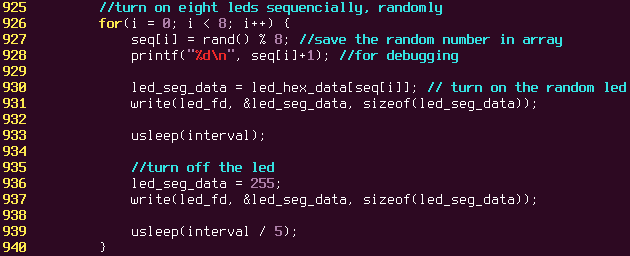 925         //turn on eight leds sequencially, randomly
926         for(i = 0; i < 8; i++) {
927             seq[i] = rand() % 8; //save the random number in array
928             printf("%d\n", seq[i]+1); //for debugging
929
930             led_seg_data = led_hex_data[seq[i]]; // turn on the random led
931             write(led_fd, &led_seg_data, sizeof(led_seg_data));
932
933             usleep(interval);
934
935             //turn off the led
936             led_seg_data = 255;
937             write(led_fd, &led_seg_data, sizeof(led_seg_data));
938
939             usleep(interval / 5);
940         }